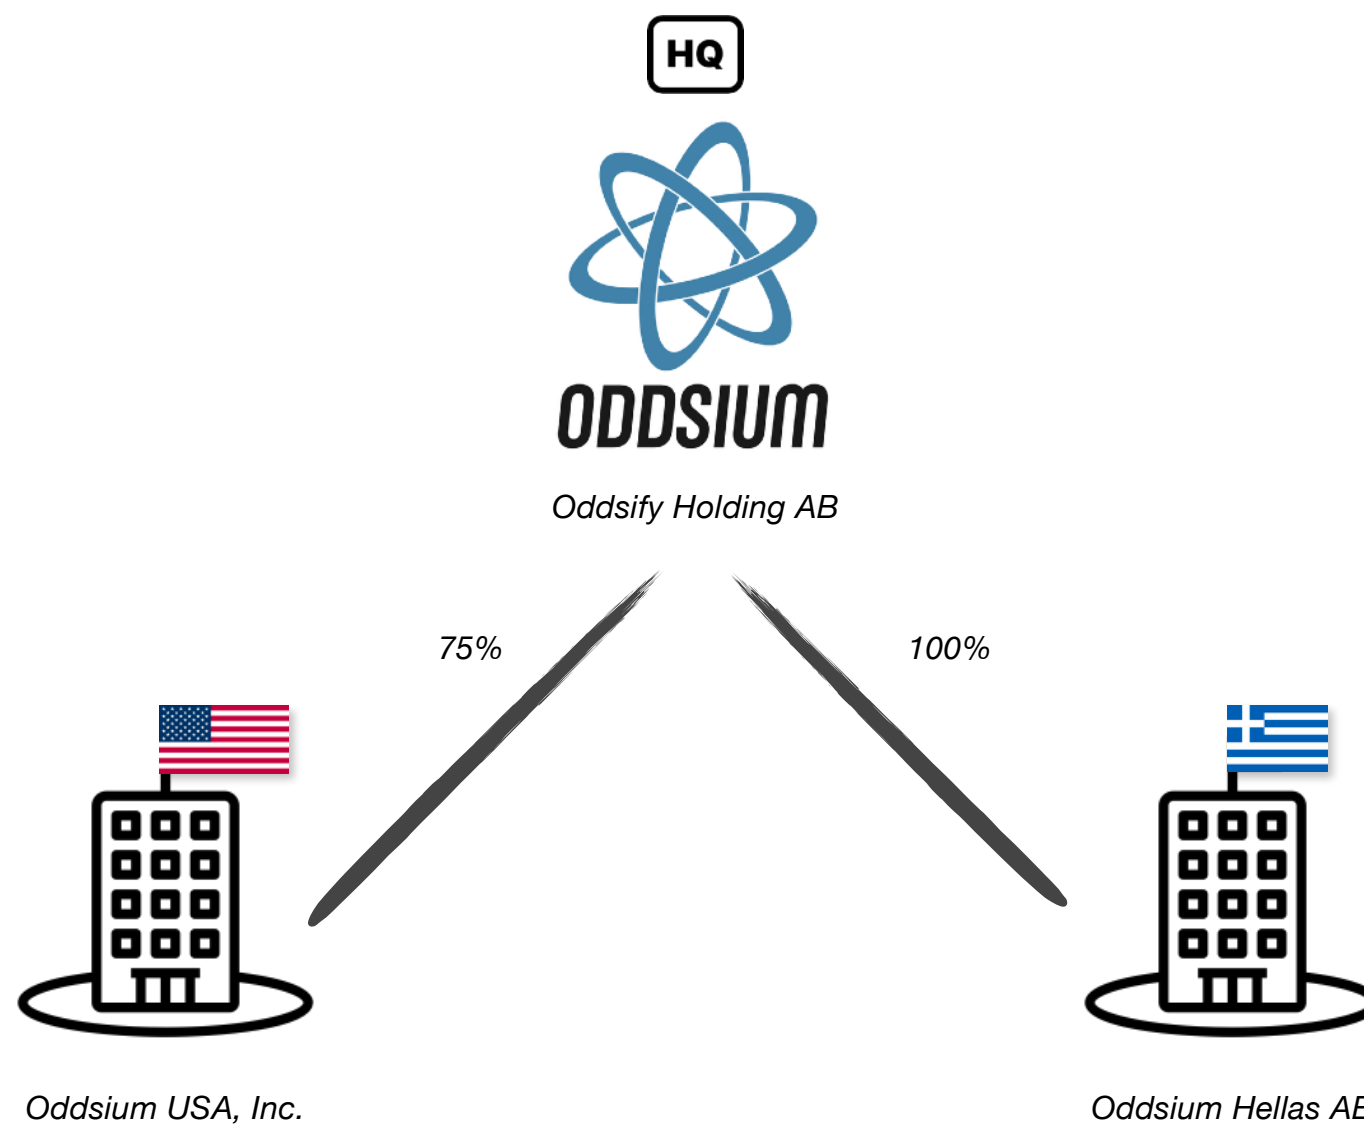 HQ
ODDSIUM
Oddsify Holding AB
75%
100%
Oddsium USA, Inc.
Oddsium Hellas